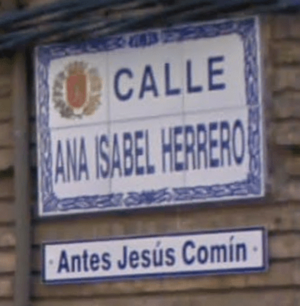 CALLE
ANA ISABEL HERRERO
· Antes Jesús Comín ·